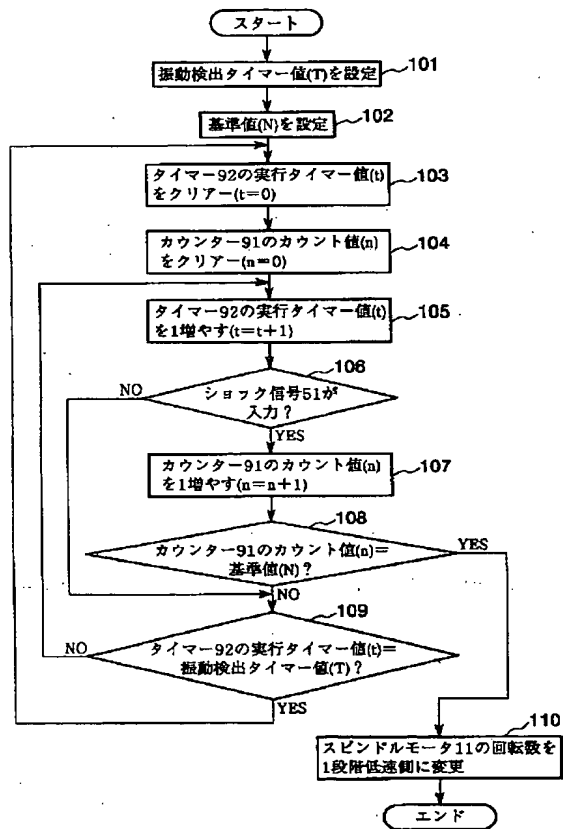 スタート
振動検出タイマー値(T)を設定
101
基準値(N)を設定
102
タイマー92の実行タイマー値(t)
をクリアー(t=0)
103
カウンター91のカウント値(n)
をクリアー(n=0)
104
タイマー92の実行タイマー値(t)
を1増やす(t=t+1)
105
106
NO
ショック信号51が
入力?
YES
カウンター91のカウント値(n)
を1増やす(n=n+1)
107
108
YES
カウンター91のカウント値(n)=
基準値(N)?
NO
109
NO
タイマー92の実行タイマー値(t)=
振動検出タイマー値(T)?
YES
110
スピンドルモータ11の回転数を
1段階低速側に変更
エンド